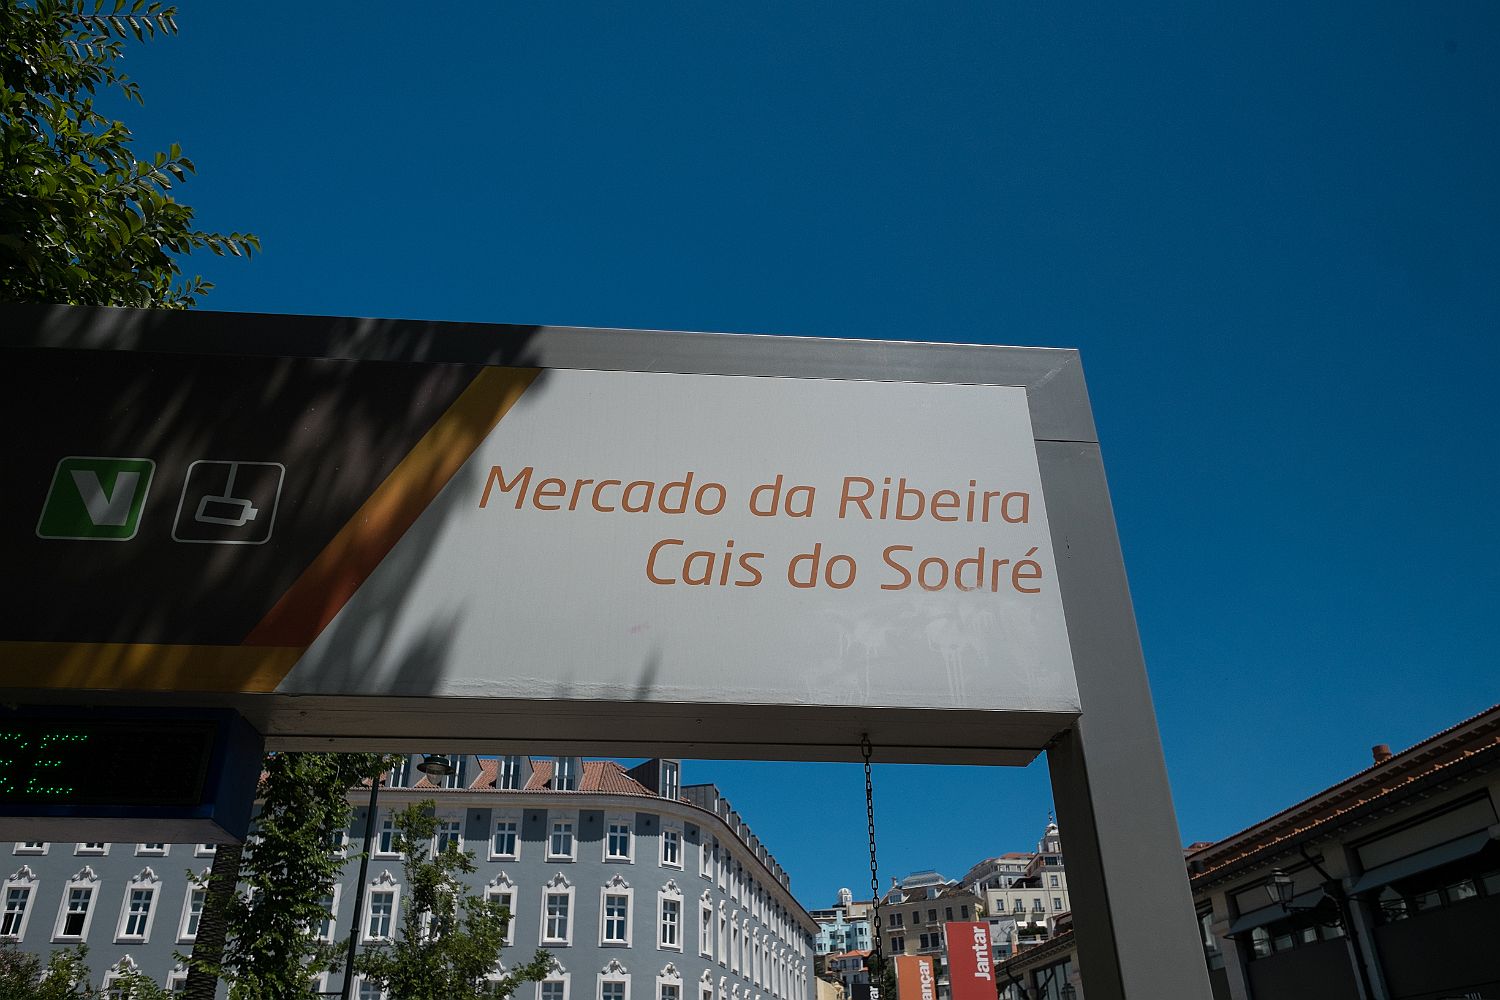 V
Mercado da Ribeira
Cais do Sodré
Jantar